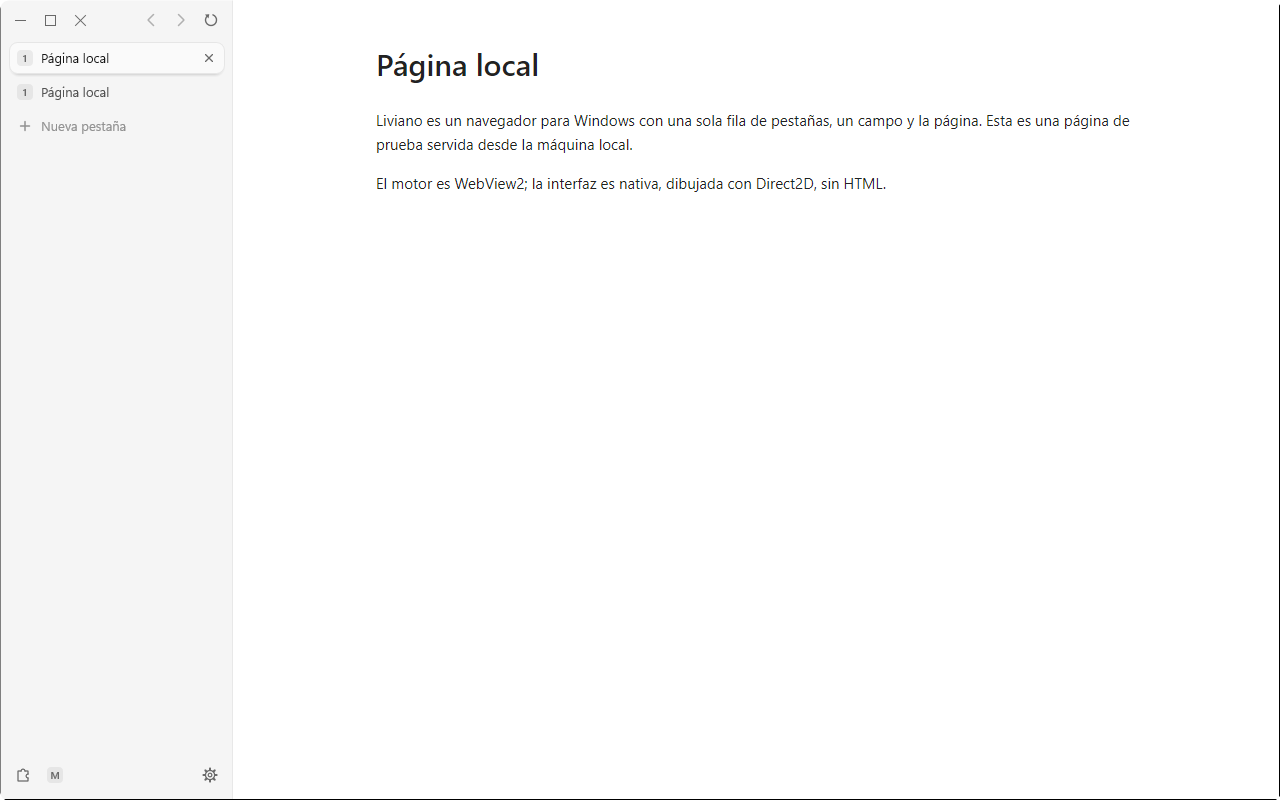 1 Página local
1 Página local
Nueva pestaña
M
Página local
Liviano es un navegador para Windows con una sola fila de pestañas, un campo y la página. Esta es una página de
prueba servida desde la máquina local.
El motor es WebView2; la interfaz es nativa, dibujada con Direct2D, sin HTML.